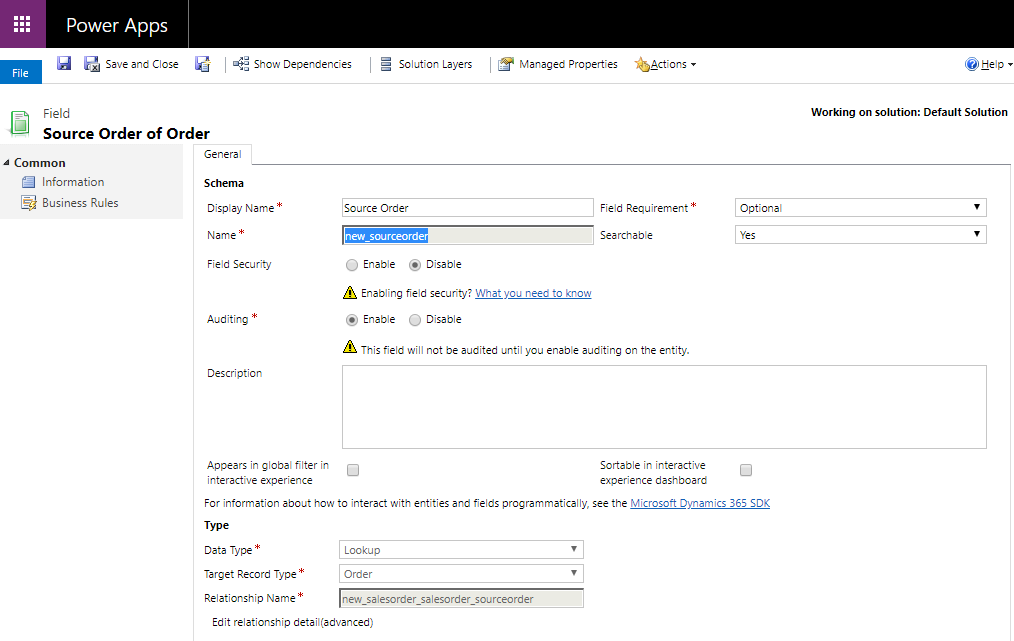 Power Apps
File
Save and Close
Show Dependencies
Solution Layers
Managed Properties
Actions
Help
Field
Source Order of Order
Working on solution: Default Solution
Common
Information
Business Rules
General
Schema
Display Name* Source Order Field Requirement* Optional
Name* new_sourceorder Searchable Yes
Field Security Enable Disable
Enabling field security? What you need to know
Auditing* Enable Disable
This field will not be audited until you enable auditing on the entity.
Description
Appears in global filter in
interactive experience
Sortable in interactive
experience dashboard
For information about how to interact with entities and fields programmatically, see the Microsoft Dynamics 365 SDK
Type
Data Type* Lookup
Target Record Type* Order
Relationship Name* new_salesorder_salesorder_sourceorder
Edit relationship detail(advanced)